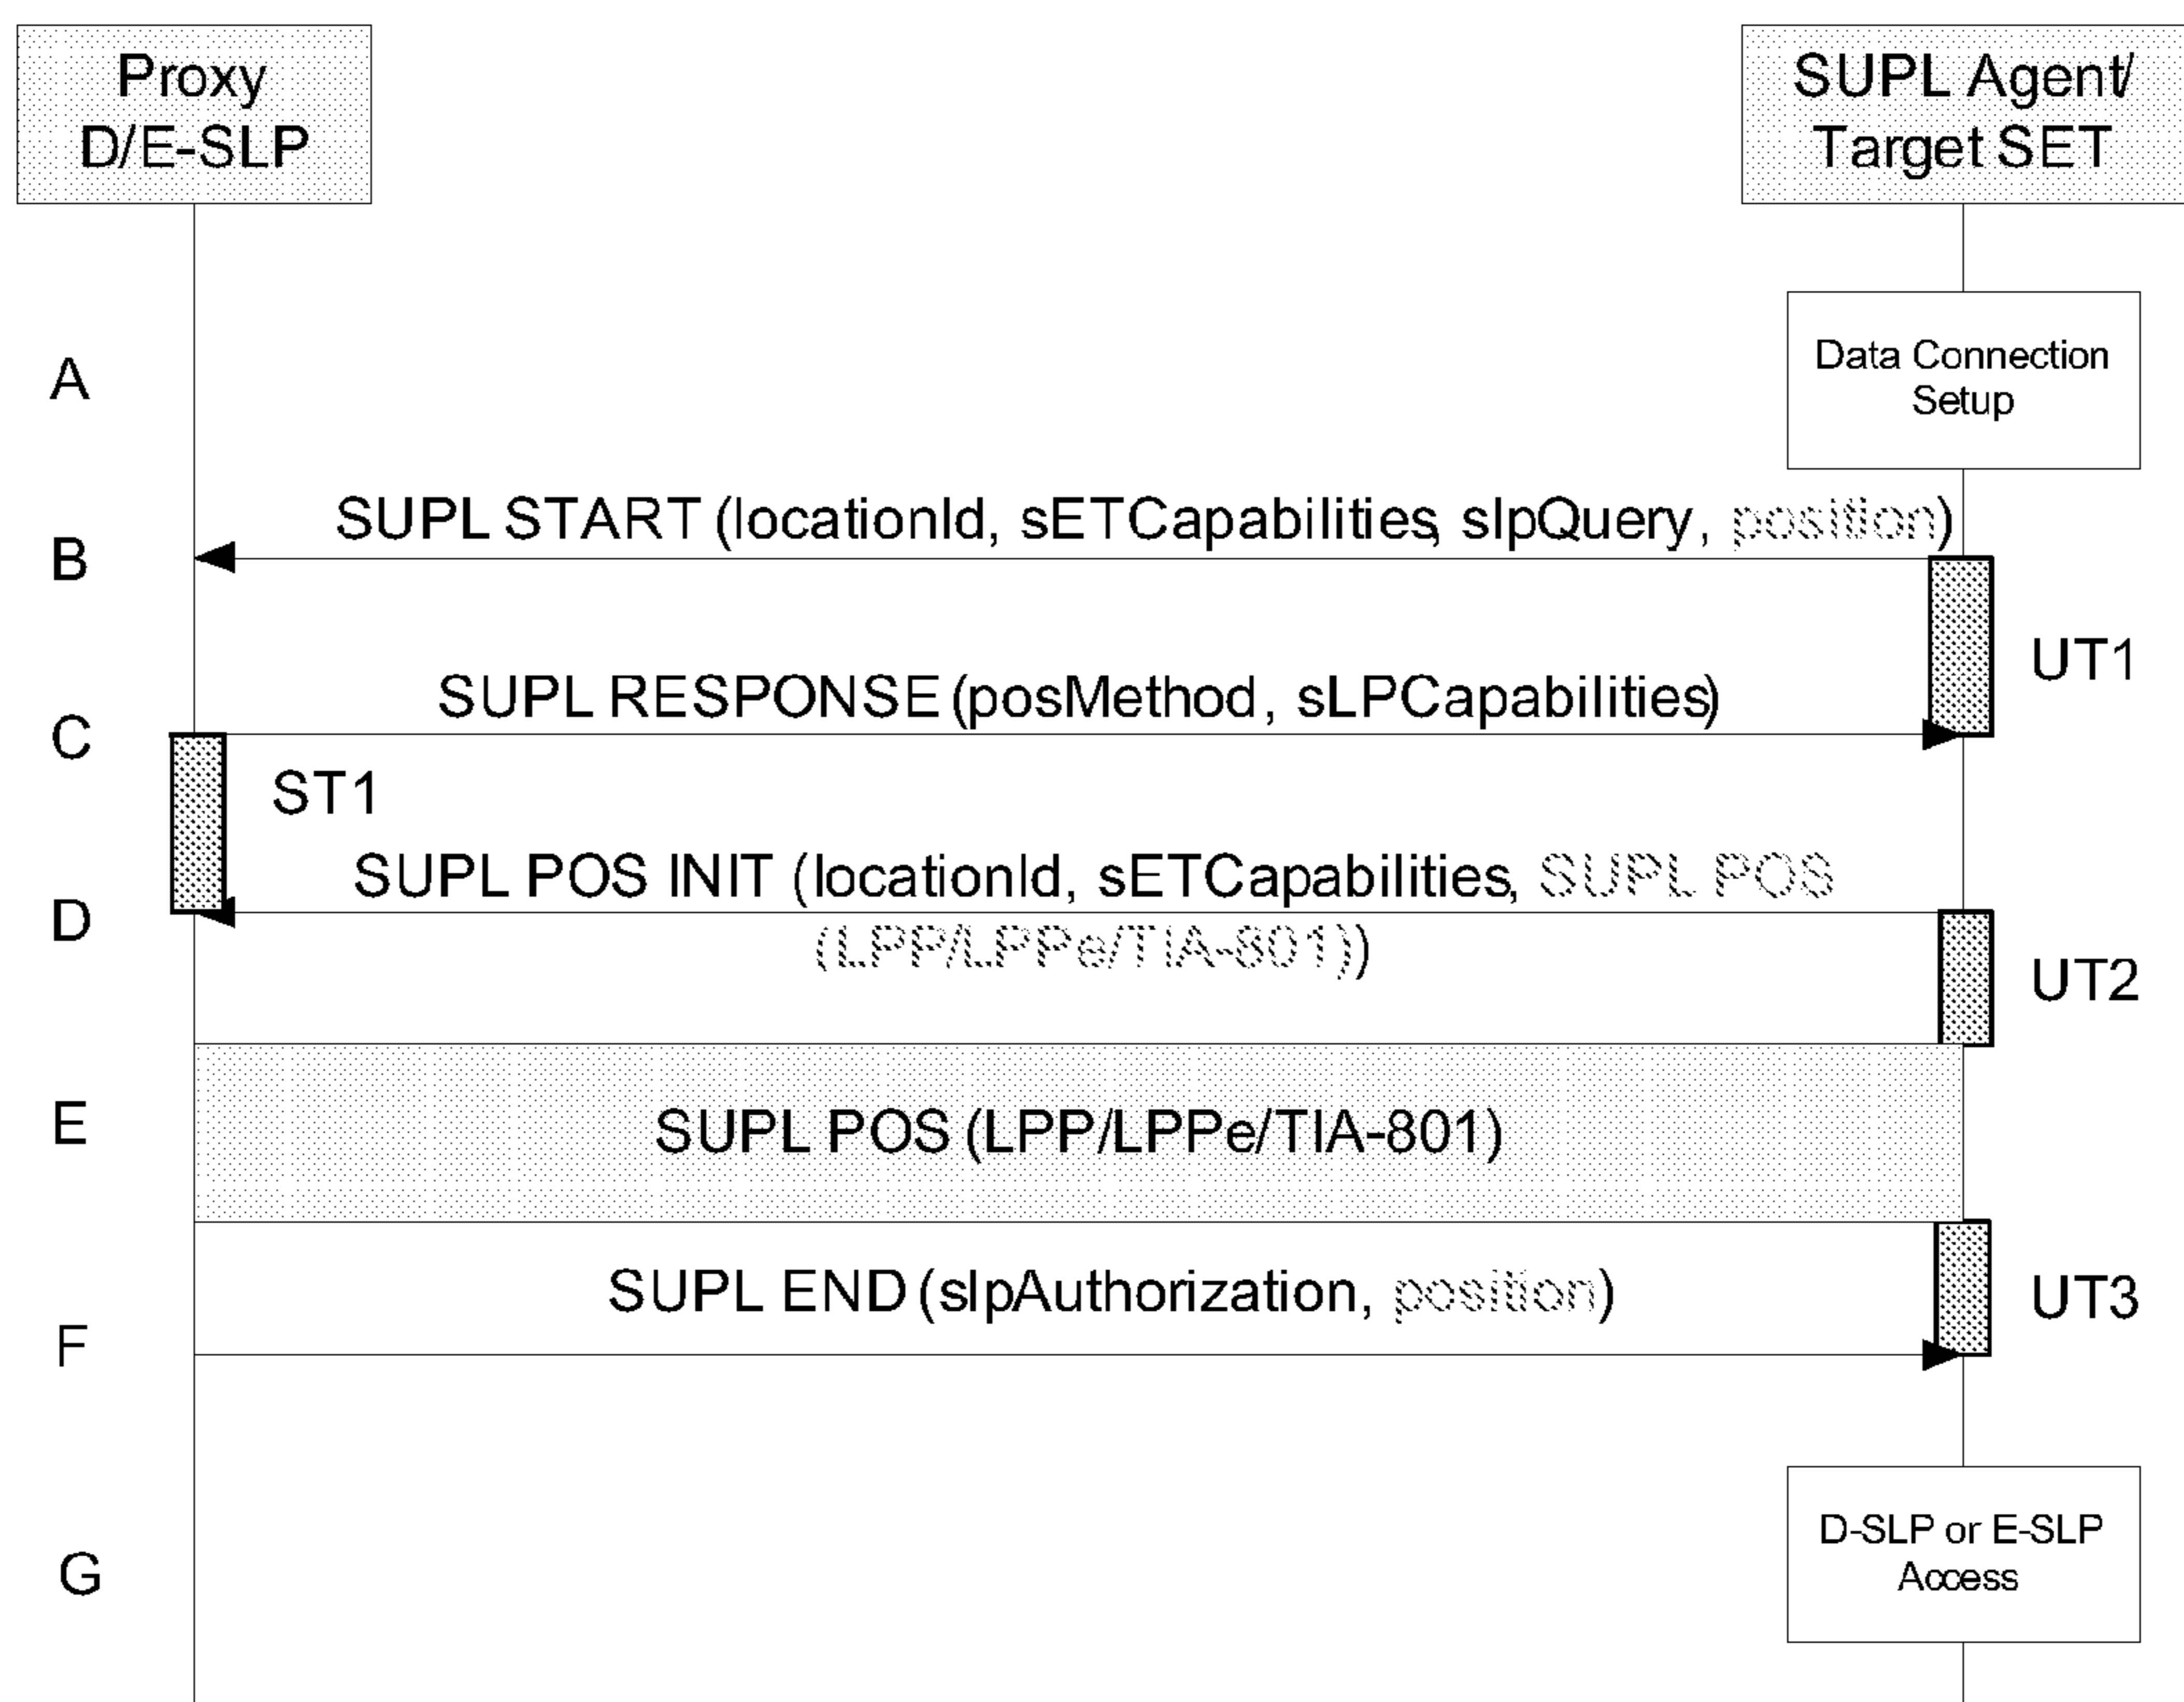 Proxy
D/E-SLP
SUPL Agent/
Target SET
A
Data Connection
Setup
SUPL START (locationId, sETCapabilities, slpQuery, position)
B
UT1
SUPL RESPONSE (posMethod, sLPCapabilities)
C
ST1
SUPL POS INIT (locationId, sETCapabilities, SUPL POS
(LPP/LPPe/TIA-801))
D
UT2
E
SUPL POS (LPP/LPPe/TIA-801)
SUPL END (slpAuthorization, position)
UT3
F
D-SLP or E-SLP
Access
G